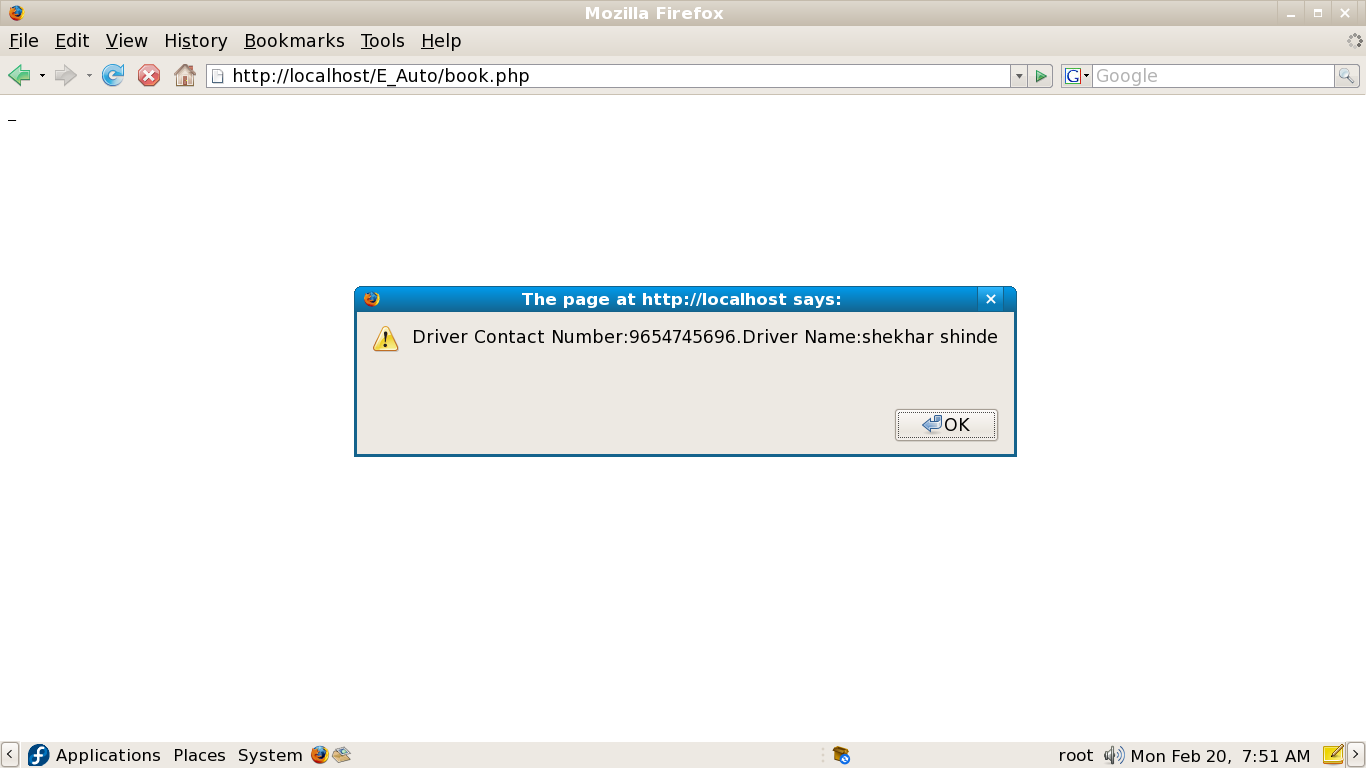 Mozilla Firefox
File Edit View History Bookmarks Tools Help
http://localhost/E_Auto/book.php
G Google
_
The page at http://localhost says:
Driver Contact Number:9654745696.Driver Name:shekhar shinde
OK
Applications Places System
root Mon Feb 20, 7:51 AM